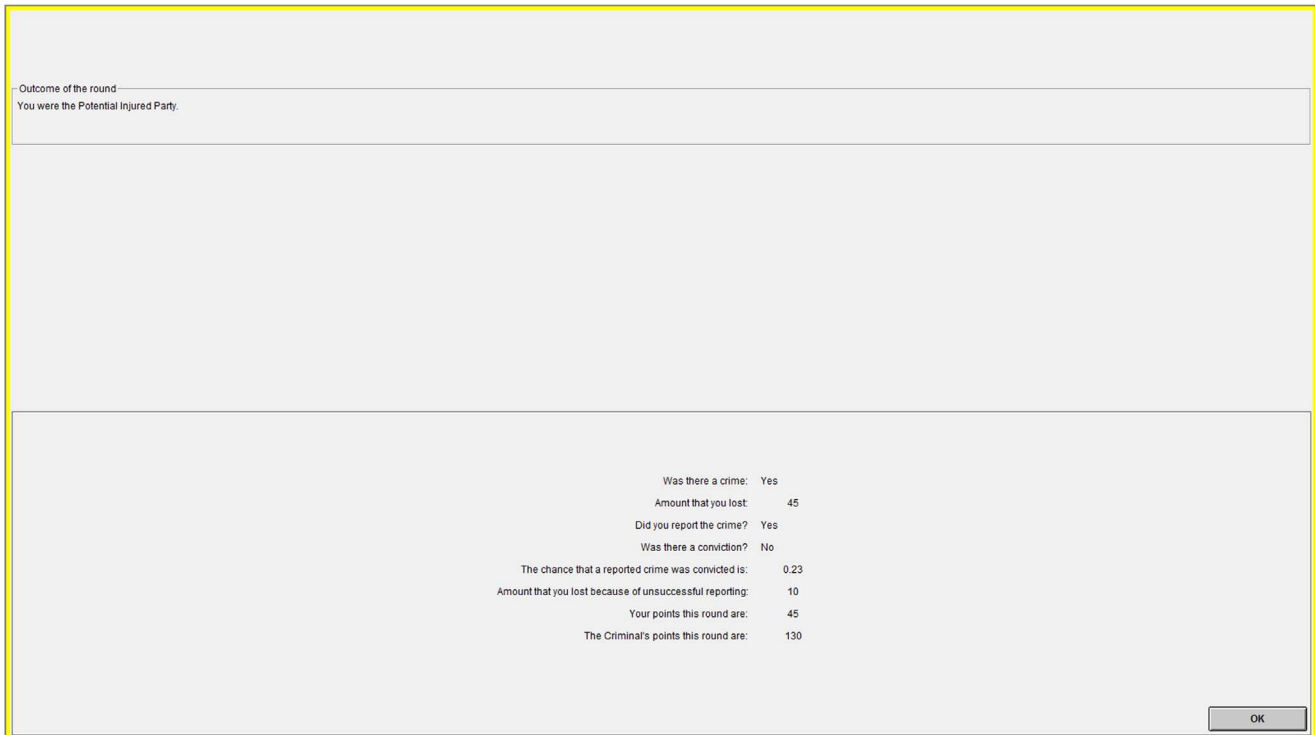 Outcome of the round
You were the Potential Injured Party.
Was there a crime: Yes
Amount that you lost: 45
Did you report the crime? Yes
Was there a conviction? No
The chance that a reported crime was convicted is: 0.23
Amount that you lost because of unsuccessful reporting: 10
Your points this round are: 45
The Criminal's points this round are: 130
OK